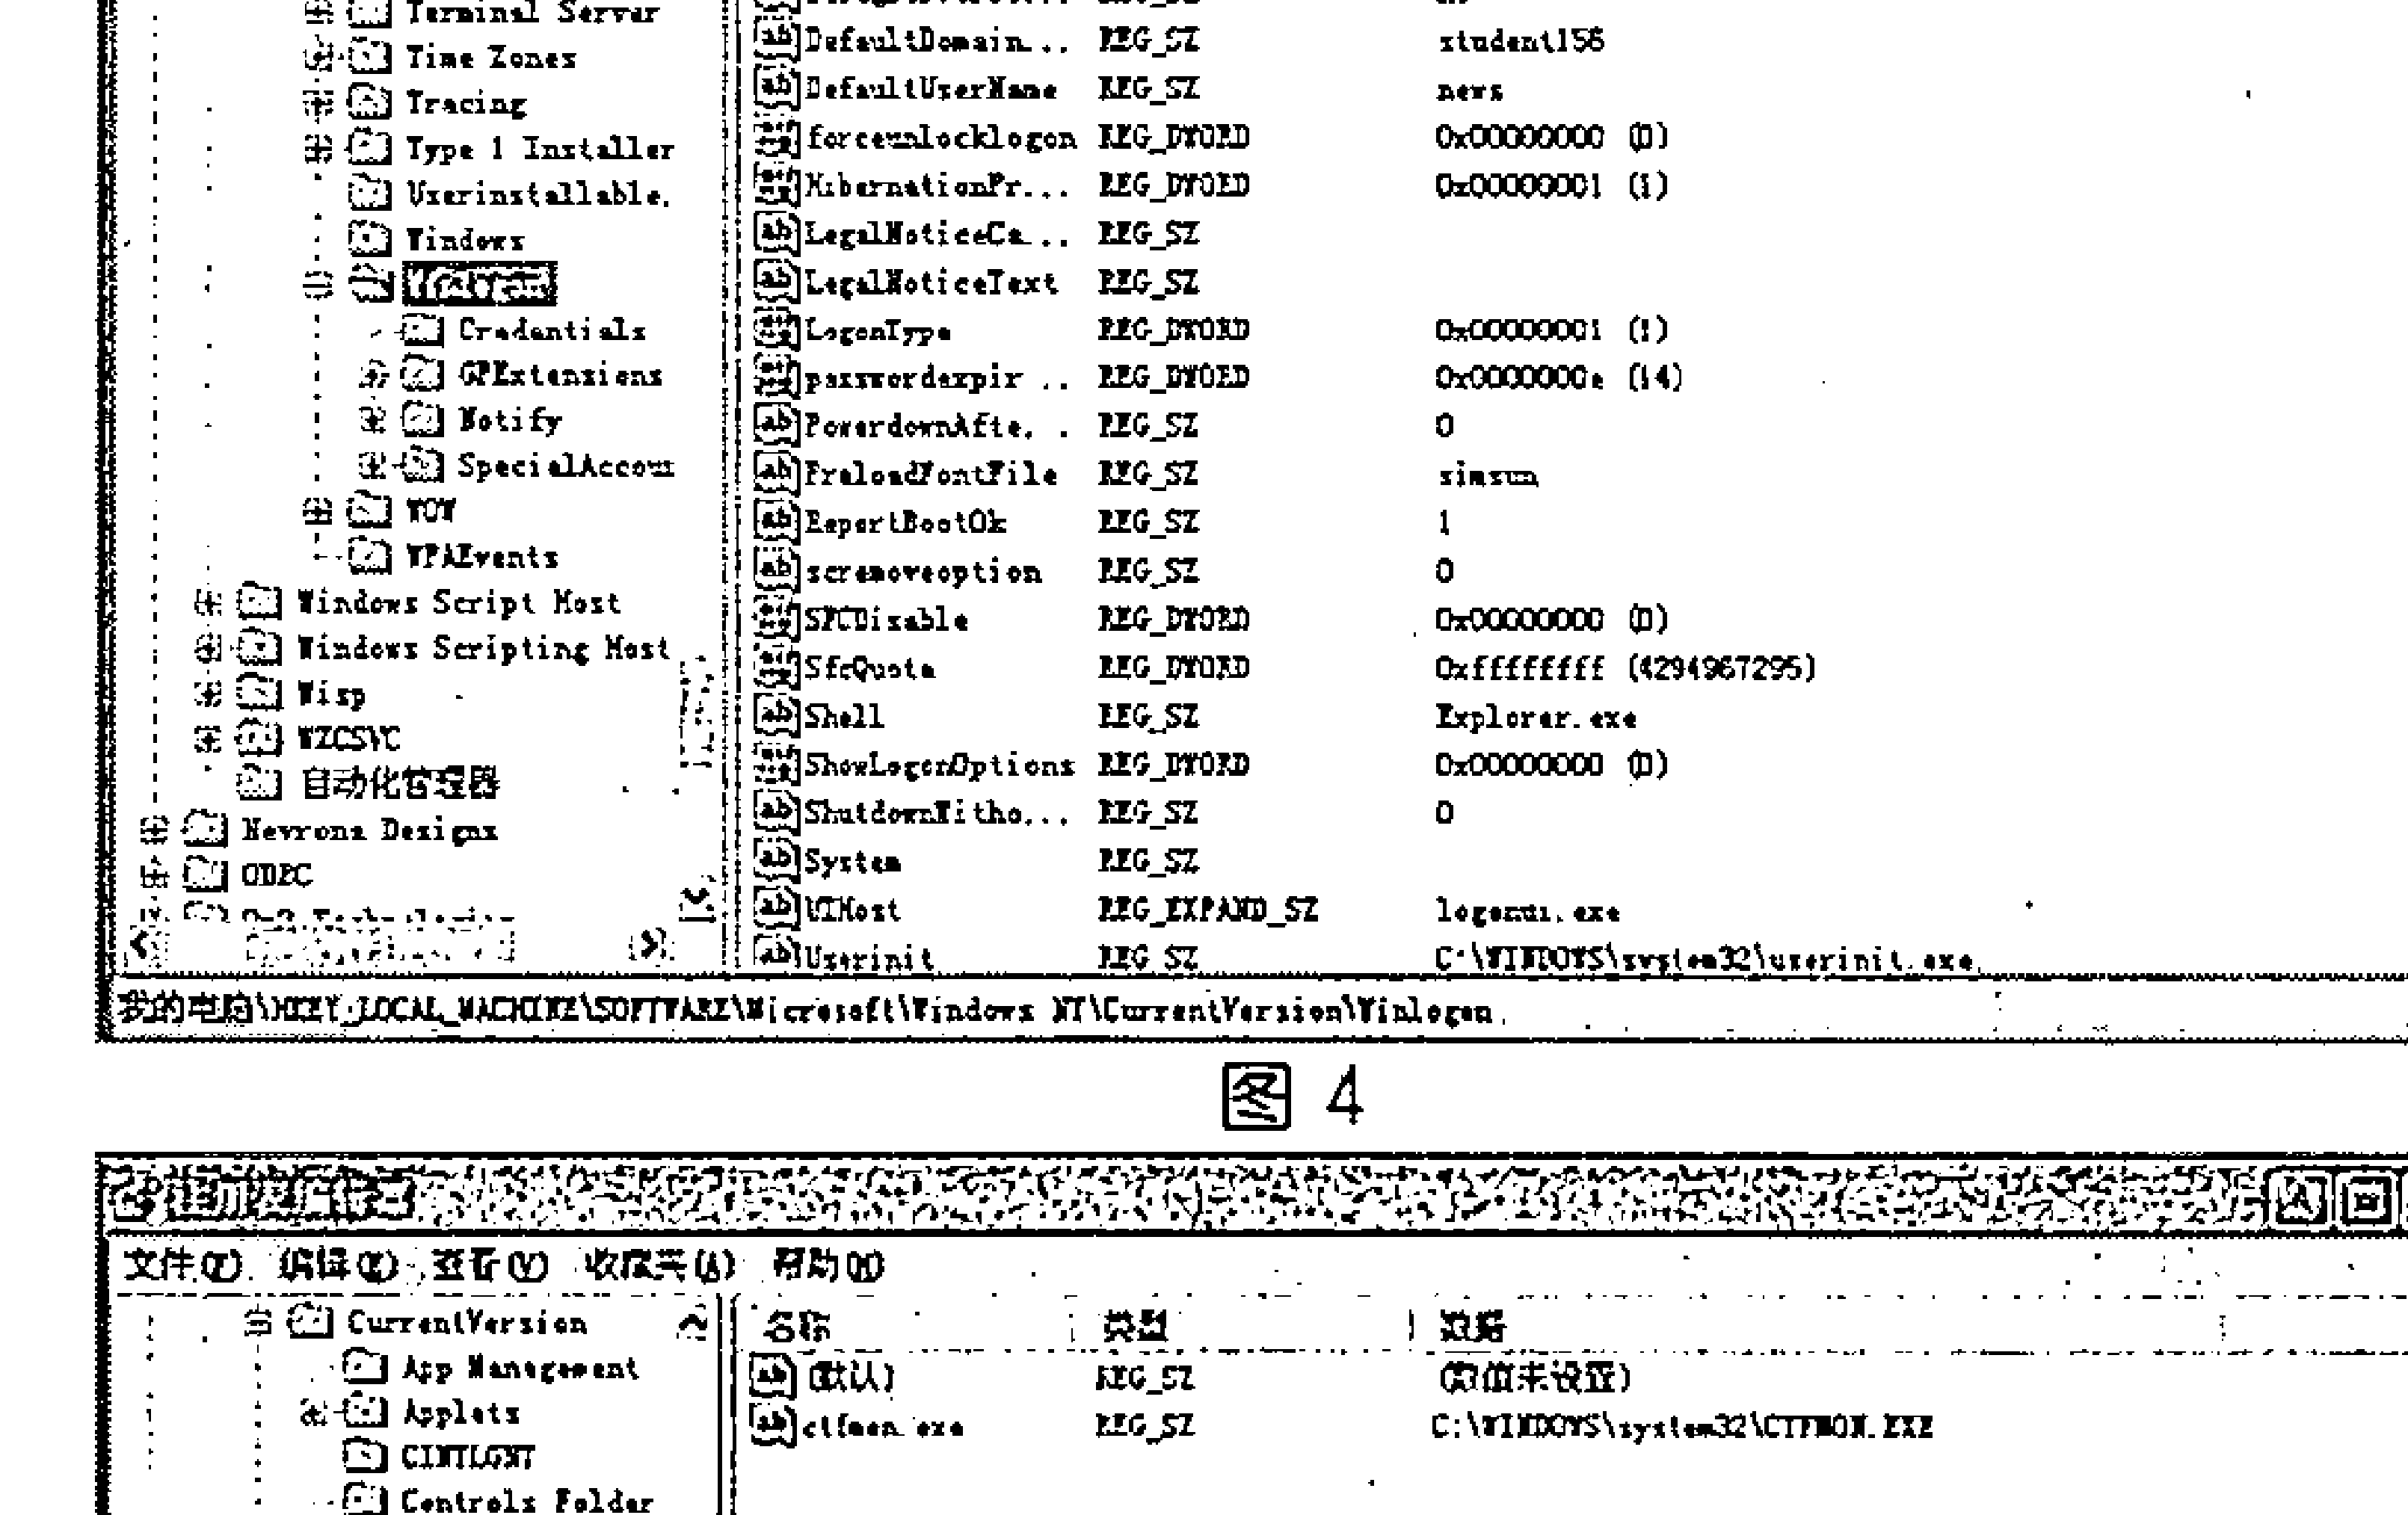 Terminal Server
Time Zones
Tracing
Type 1 Installer
Userinstallable.
Windows
Winlogon
Credentials
GPExtensions
Notify
SpecialAccou
WOW
WPAEvents
Windows Script Host
Windows Scripting Host
Wisp
WZCSVC
自动化管理器
Nevrona Designs
ODBC
DefaultDomain... REG_SZ student156
DefaultUserName REG_SZ news
forceunlocklogon REG_DWORD 0x00000000 (0)
HibernationPr... REG_DWORD 0x00000001 (1)
LegalNoticeCa... REG_SZ
LegalNoticeText REG_SZ
LogonType REG_DWORD 0x00000001 (1)
passwordexpir... REG_DWORD 0x0000000e (14)
PowerdownAfte... REG_SZ 0
PreloadFontFile REG_SZ simsun
ReportBootOk REG_SZ 1
scremoveoption REG_SZ 0
SFCDisable REG_DWORD 0x00000000 (0)
SfcQuota REG_DWORD 0xffffffff (4294967295)
Shell REG_SZ Explorer.exe
ShowLogonOptions REG_DWORD 0x00000000 (0)
ShutdownWitho... REG_SZ 0
System REG_SZ
UIHost REG_EXPAND_SZ logonui.exe
Userinit REG_SZ C:\WINDOWS\system32\userinit.exe,
我的电脑\HKEY_LOCAL_MACHINE\SOFTWARE\Microsoft\Windows NT\CurrentVersion\Winlogon
图 4
文件(F) 编辑(E) 查看(V) 收藏夹(A) 帮助(H)
CurrentVersion
App Management
Applets
CINTLGNT
Controls Folder
名称 类型 数据
(默认) REG_SZ (数值未设置)
ctfmon.exe REG_SZ C:\WINDOWS\system32\CTFMON.EXE